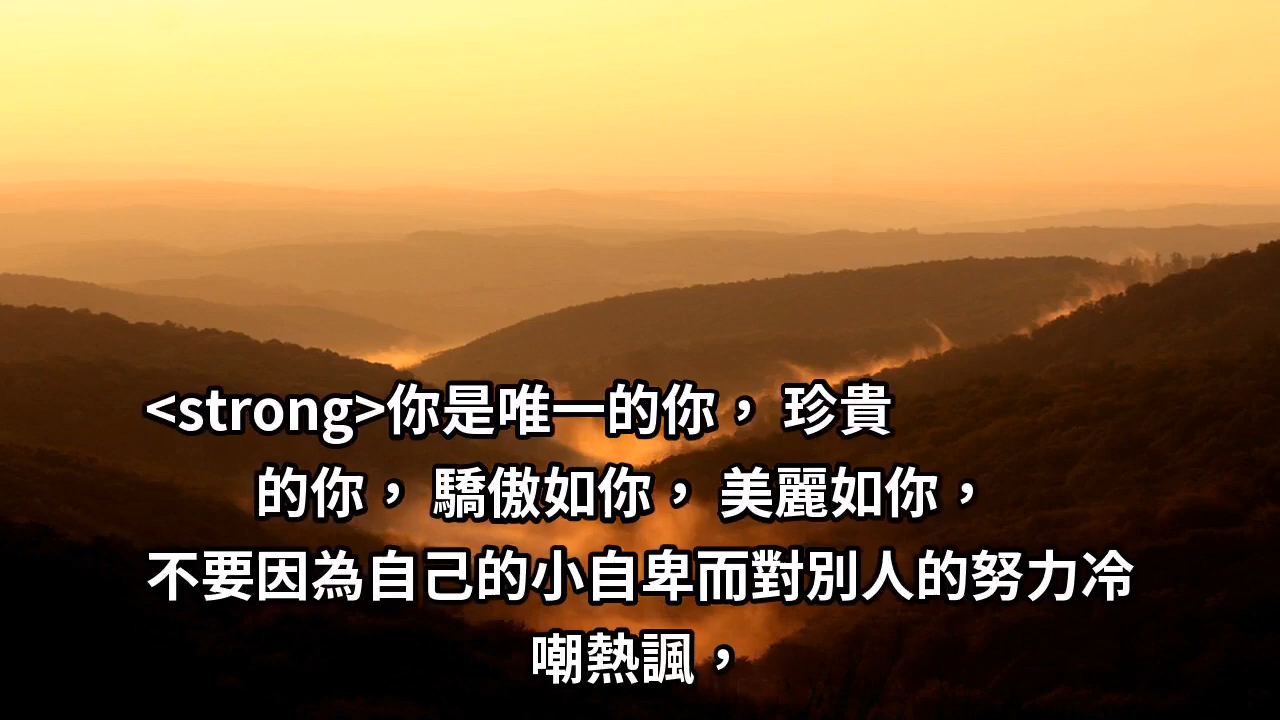 <strong>你是唯一的你， 珍貴
的你， 驕傲如你， 美麗如你，
不要因為自己的小自卑而對別人的努力冷
嘲熱諷，